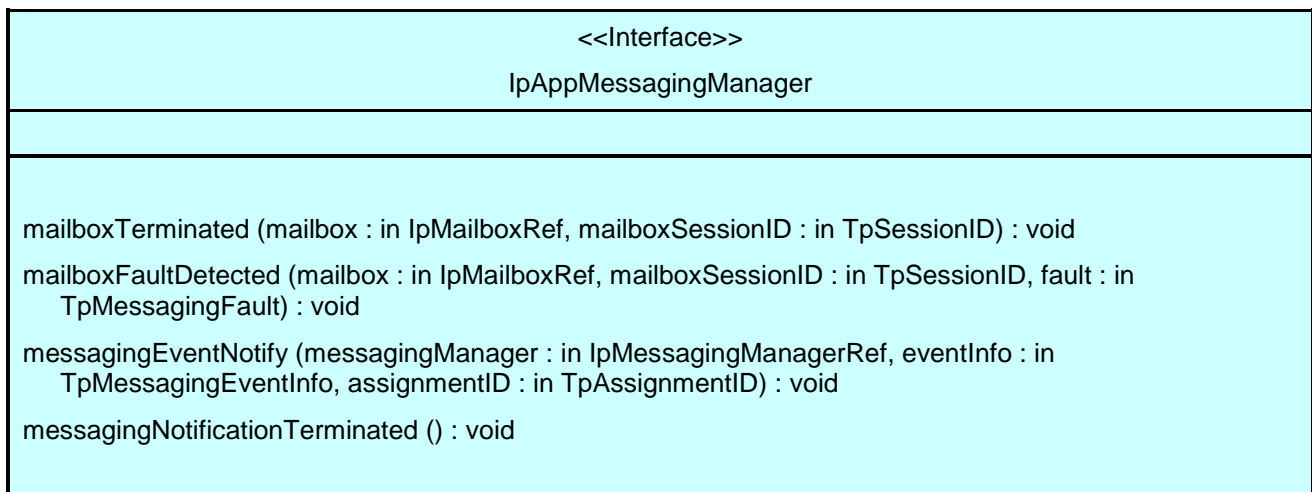 <<Interface>>
IpAppMessagingManager
mailboxTerminated (mailbox : in IpMailboxRef, mailboxSessionID : in TpSessionID) : void
mailboxFaultDetected (mailbox : in IpMailboxRef, mailboxSessionID : in TpSessionID, fault : in
TpMessagingFault) : void
messagingEventNotify (messagingManager : in IpMessagingManagerRef, eventInfo : in
TpMessagingEventInfo, assignmentID : in TpAssignmentID) : void
messagingNotificationTerminated () : void